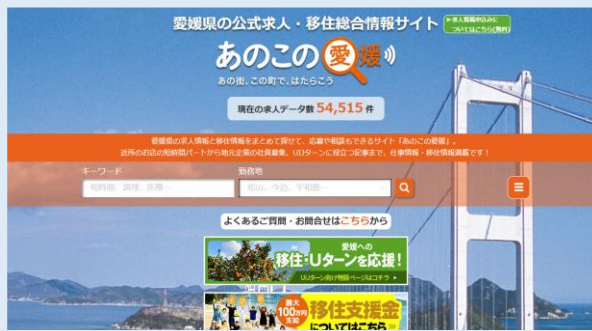 愛媛県の公式求人・移住総合情報サイト
▶求人掲載申込みに
ついてはこちら(無料)
あのこの愛媛
あの街、この町で、はたらこう
現在の求人データ数 54,515 件
愛媛県の求人情報と移住情報をまとめて探せて、応募や相談もできるサイト「あのこの愛媛」。
近所のお店の短時間パートから地元企業の社員募集、UIJターンに役立つ記事まで、仕事情報・移住情報満載です！
キーワード
勤務地
短時間、調理、医療…
松山、今治、宇和島…
よくあるご質問・お問合せはこちらから
愛媛への
移住・Uターンを応援！
UIJターン向け特設ページはコチラ ▶
最大
100万円
支給
移住支援金
についてはこちら